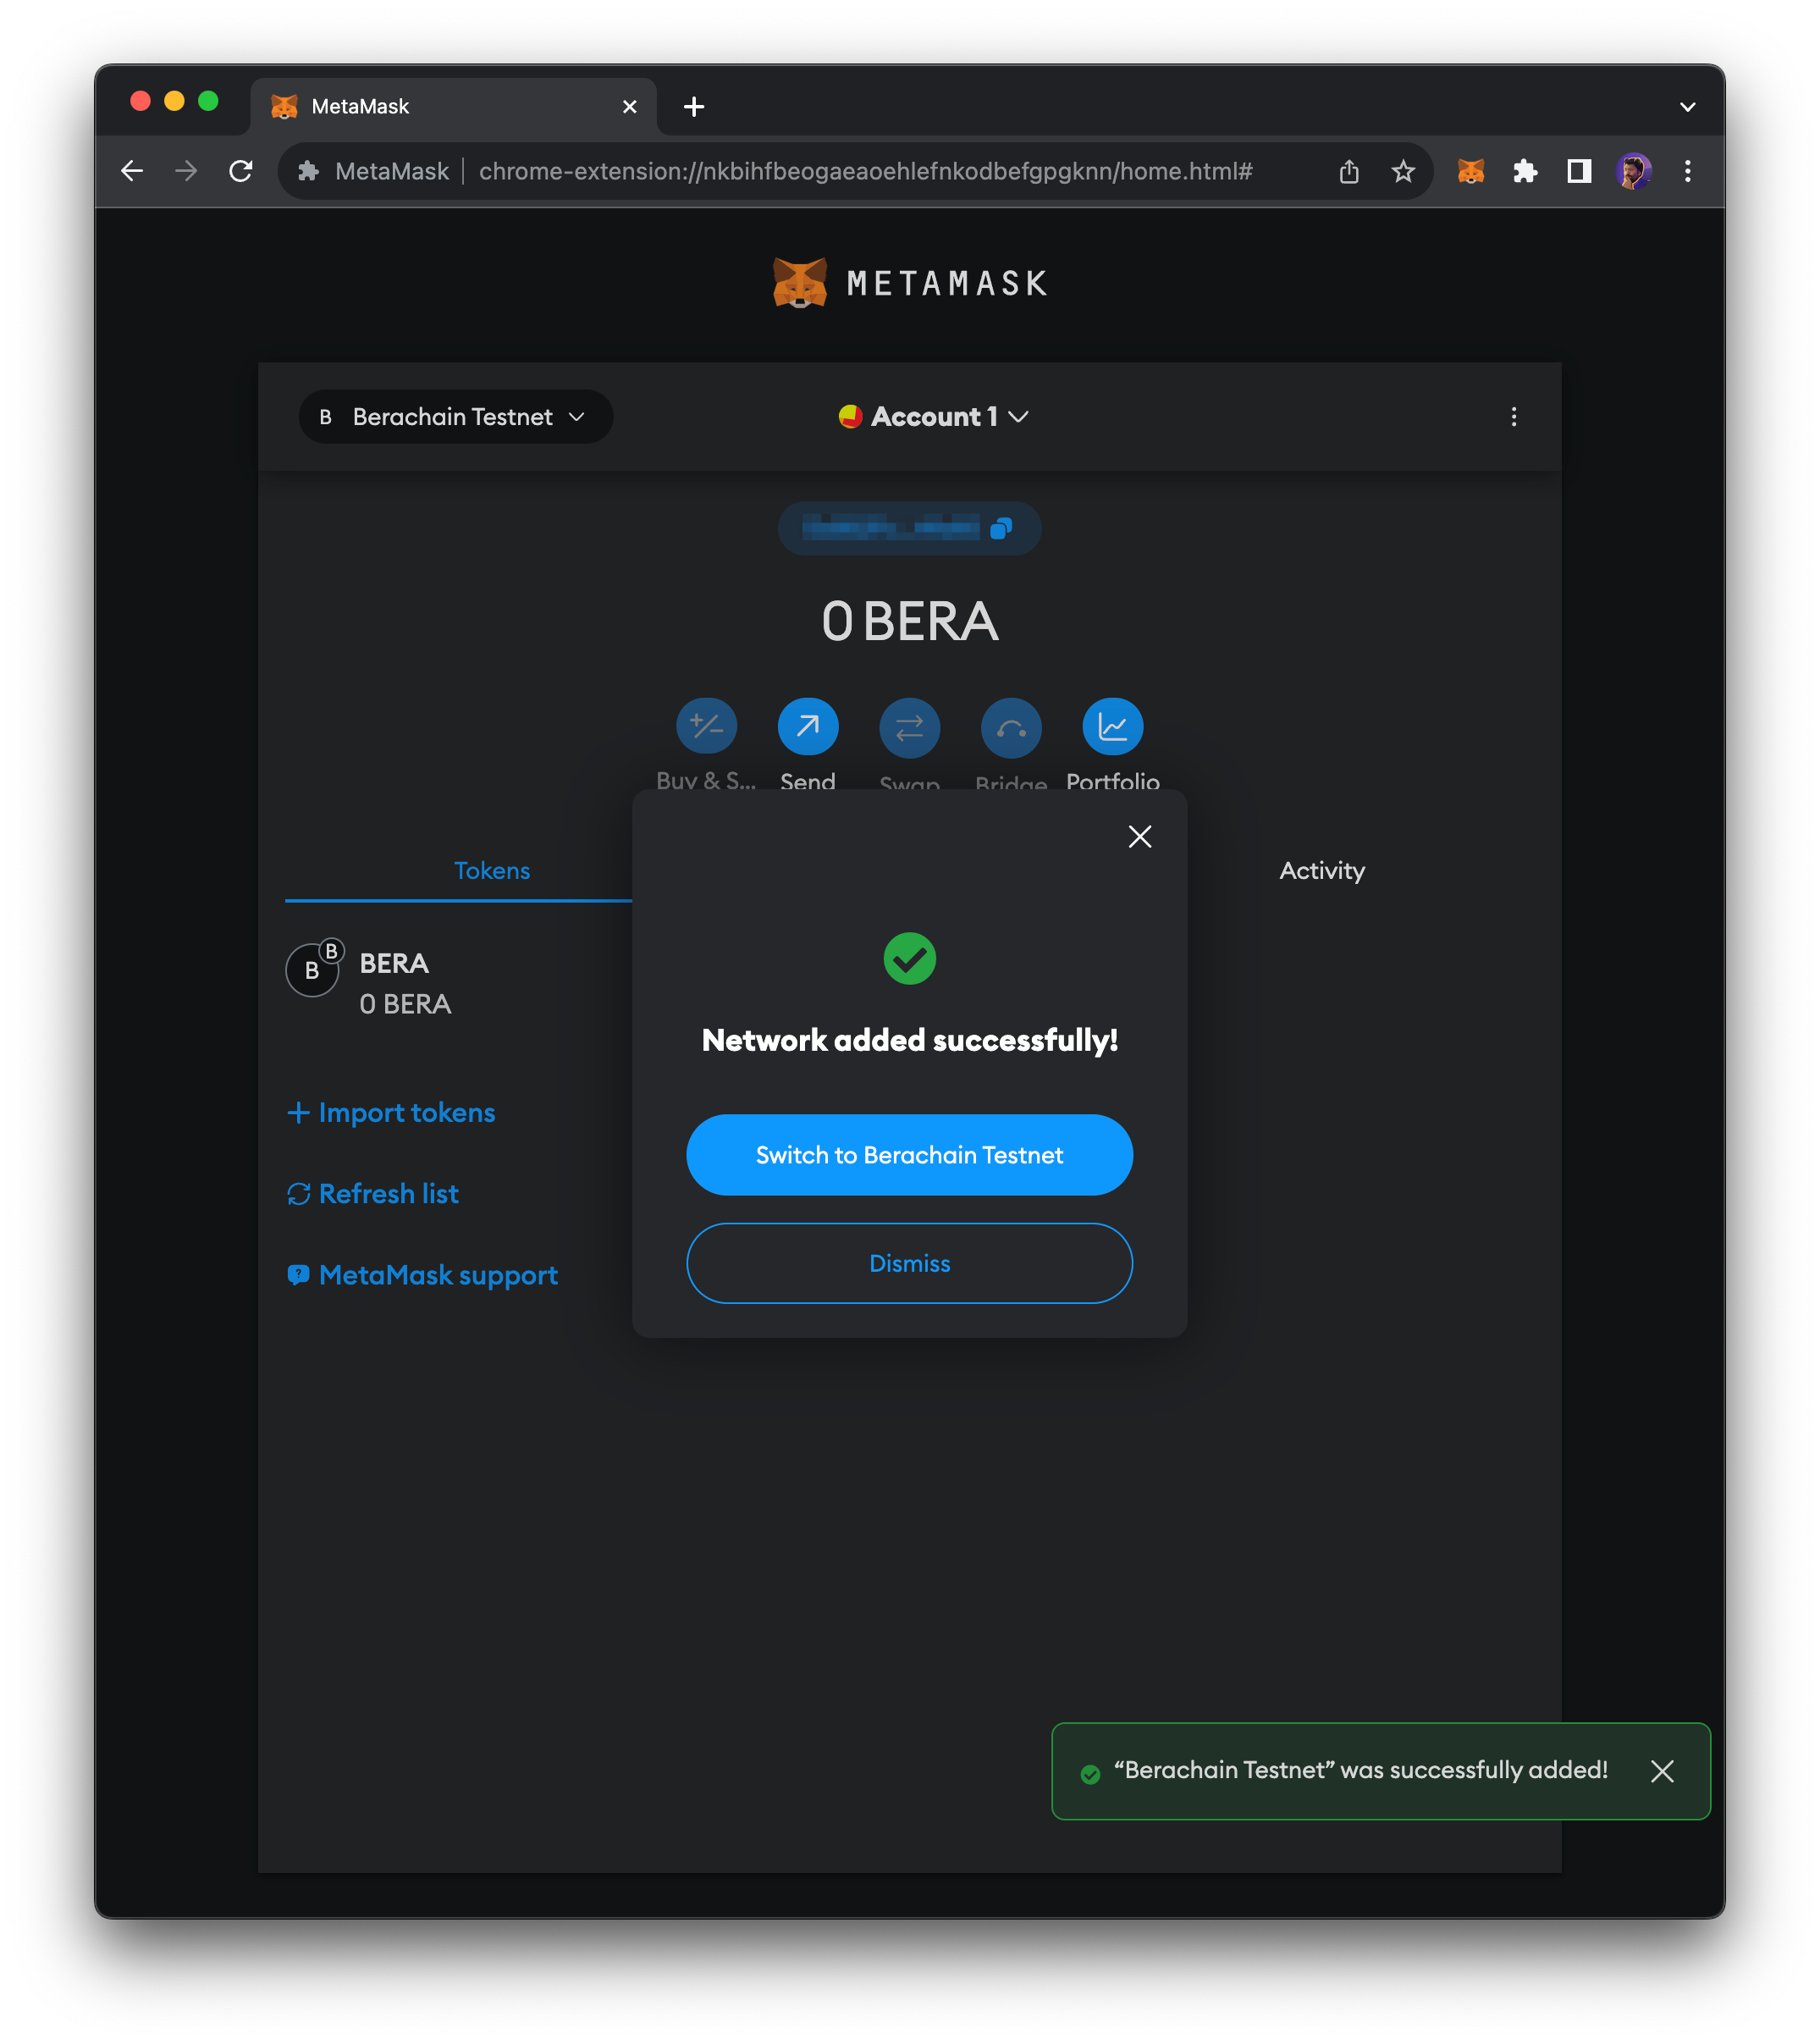 MetaMask
MetaMask chrome-extension://nkbihfbeogaeaoehlefnkodbefgpgknn/home.html#
METAMASK
B Berachain Testnet
Account 1
0 BERA
Buy & S... Send Swap Bridge Portfolio
Tokens
Activity
B B BERA
0 BERA
Import tokens
Refresh list
MetaMask support
Network added successfully!
Switch to Berachain Testnet
Dismiss
“Berachain Testnet” was successfully added!